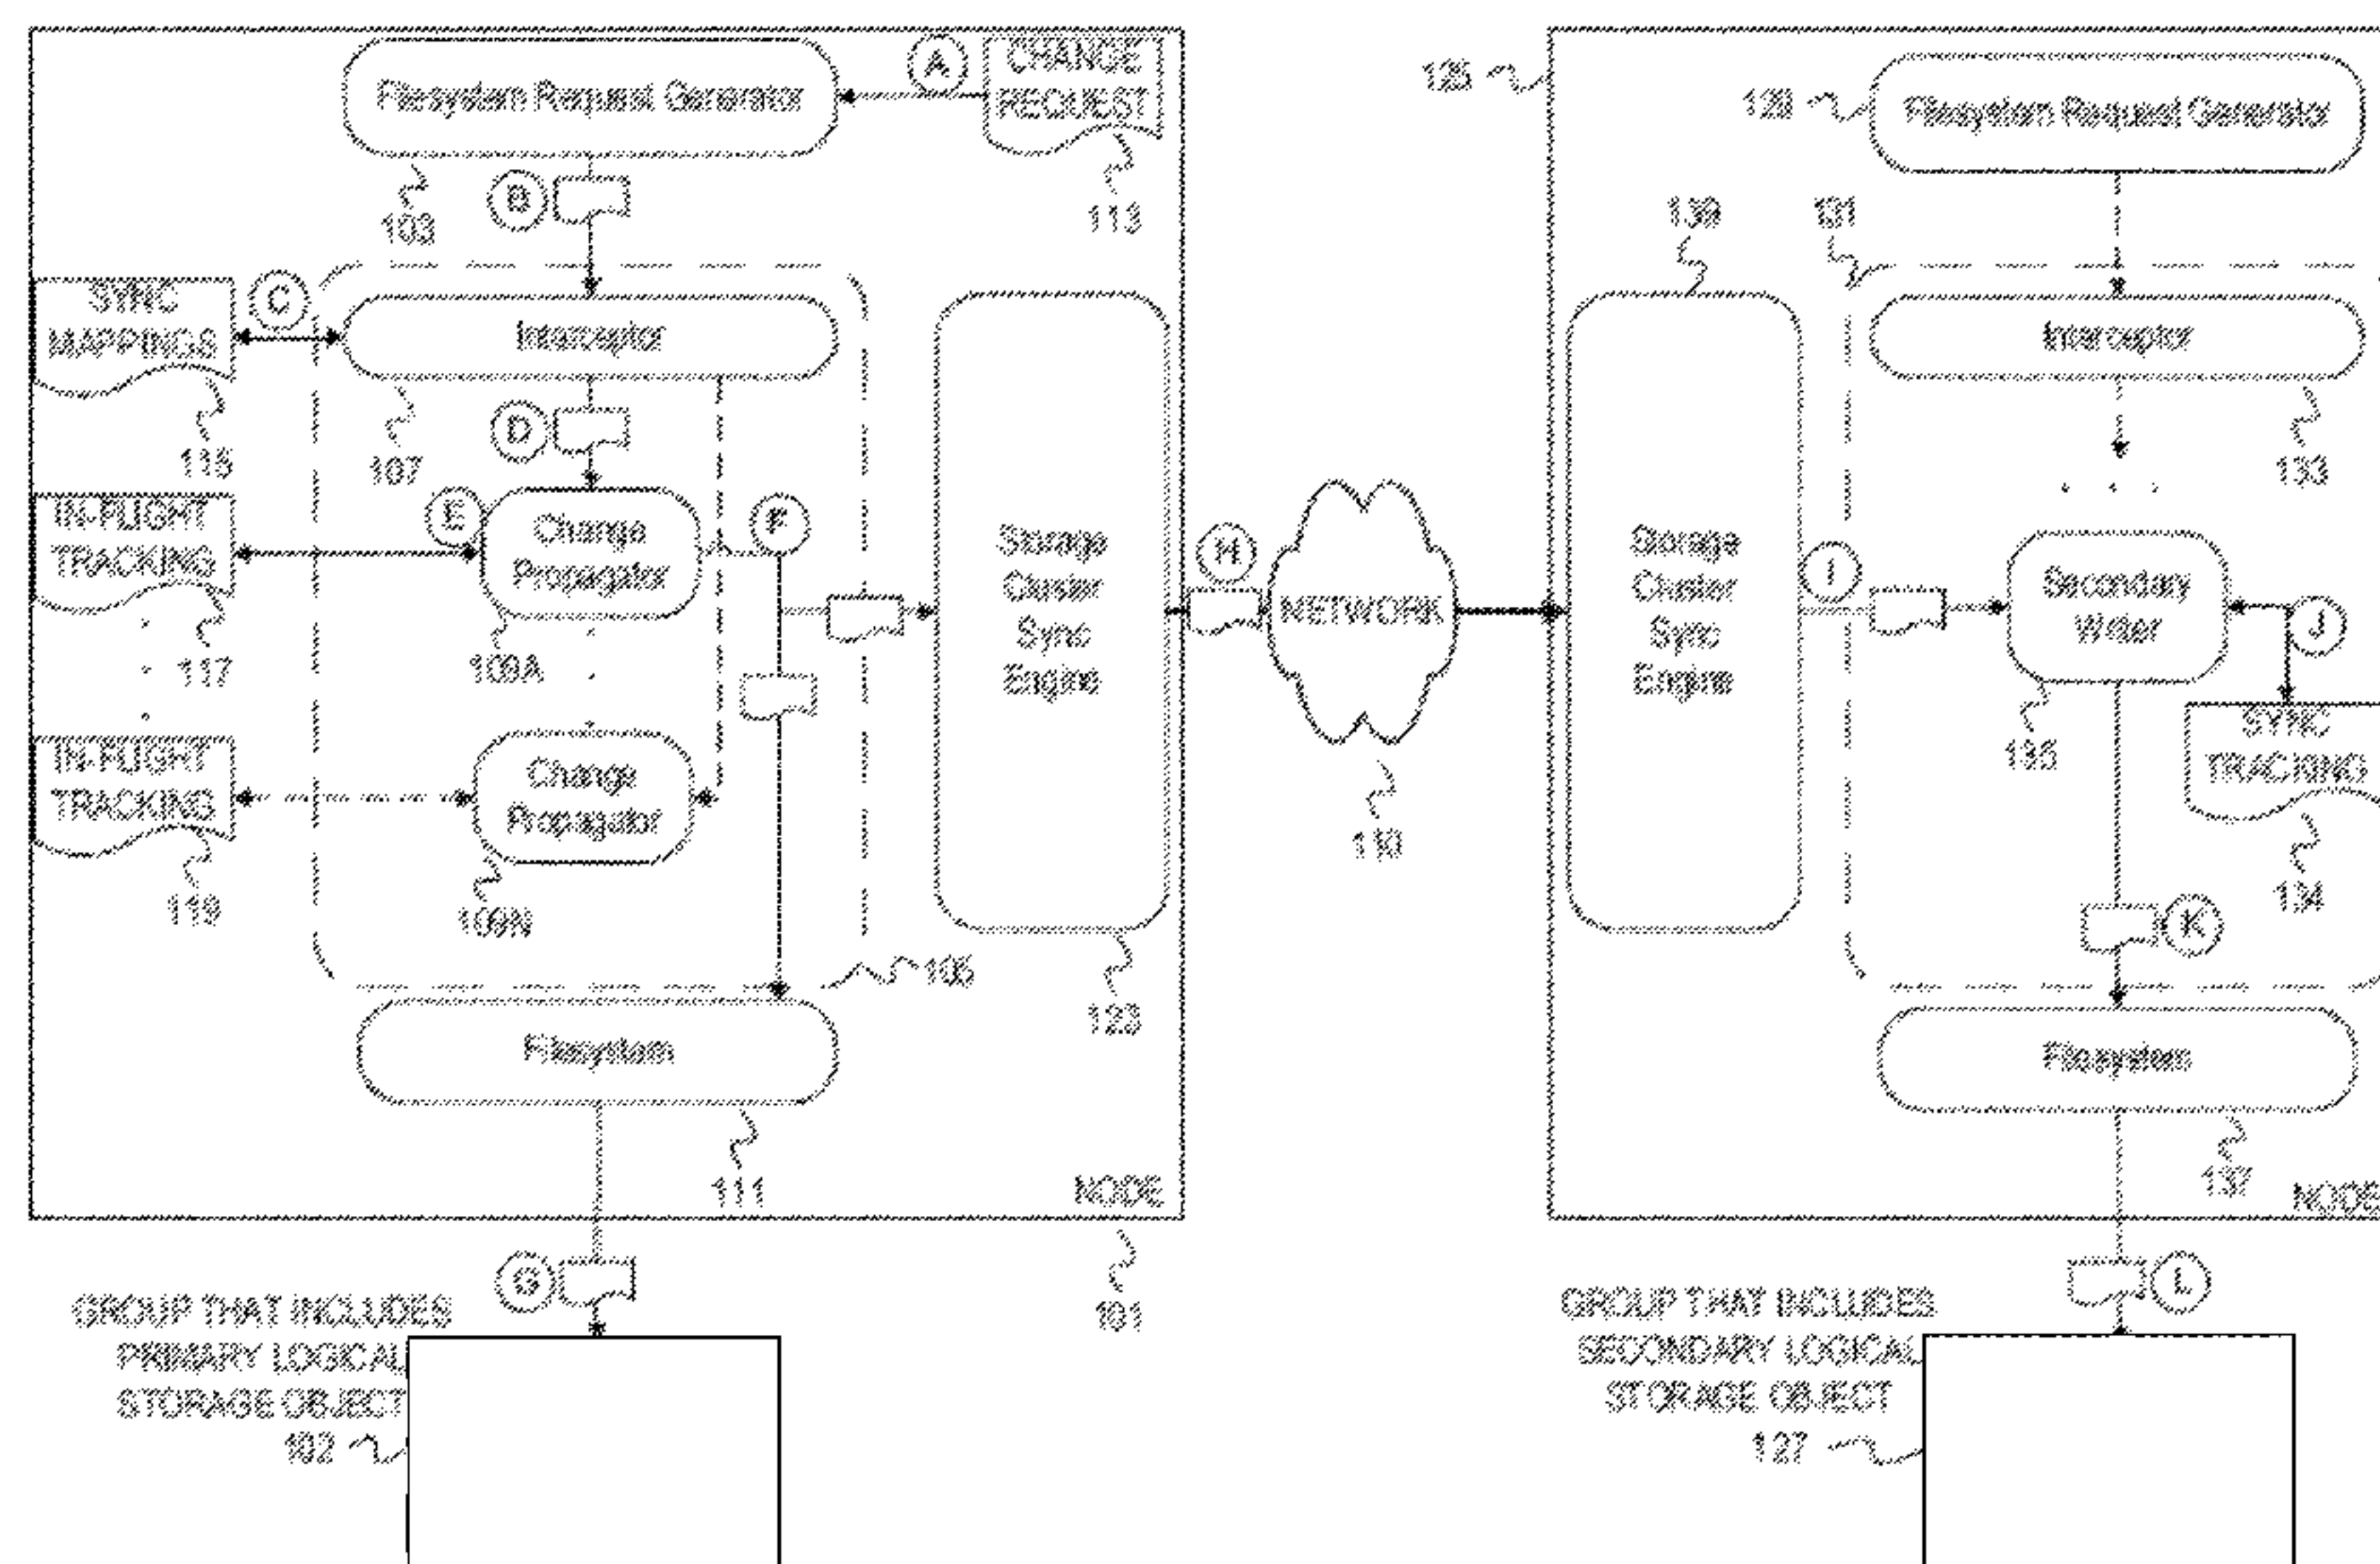 A
CHANGE
REQUEST
Filesystem Request Generator
B
103
113
SYNC
MAPPINGS
C
Interceptor
115
107
D
IN-FLIGHT
TRACKING
E
Change
Propagator
F
117
109A
IN-FLIGHT
TRACKING
Change
Propagator
119
109N
105
Storage
Cluster
Sync
Engine
123
Filesystem
111
NODE
101
G
GROUP THAT INCLUDES
PRIMARY LOGICAL
STORAGE OBJECT
102
H
NETWORK
110
125
Filesystem Request Generator
139
131
Interceptor
133
Storage
Cluster
Sync
Engine
I
Secondary
Writer
J
135
SYNC
TRACKING
134
K
Filesystem
137
NODE
L
GROUP THAT INCLUDES
SECONDARY LOGICAL
STORAGE OBJECT
127